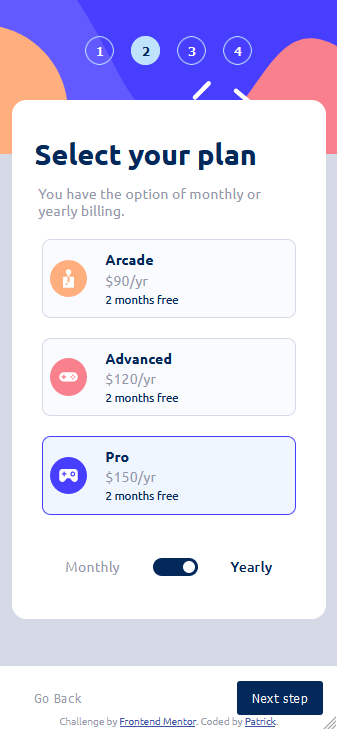 1 2 3 4
Select your plan
You have the option of monthly or
yearly billing.
Arcade
$90/yr
2 months free
Advanced
$120/yr
2 months free
Pro
$150/yr
2 months free
Monthly Yearly
Go Back Next step
Challenge by Frontend Mentor. Coded by Patrick.